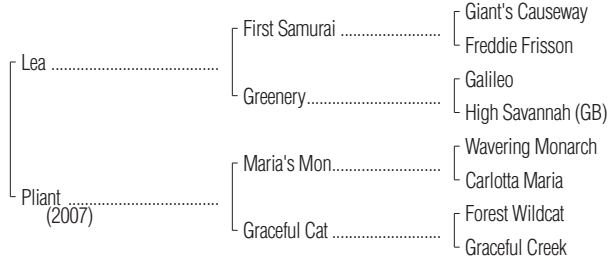 Giant's Causeway
First Samurai ....................
Freddie Frisson
Lea ....................................
Galileo
Greenery...........................
High Savannah (GB)
Wavering Monarch
Maria's Mon......................
Carlotta Maria
Pliant ................................
(2007)
Forest Wildcat
Graceful Cat ......................
Graceful Creek